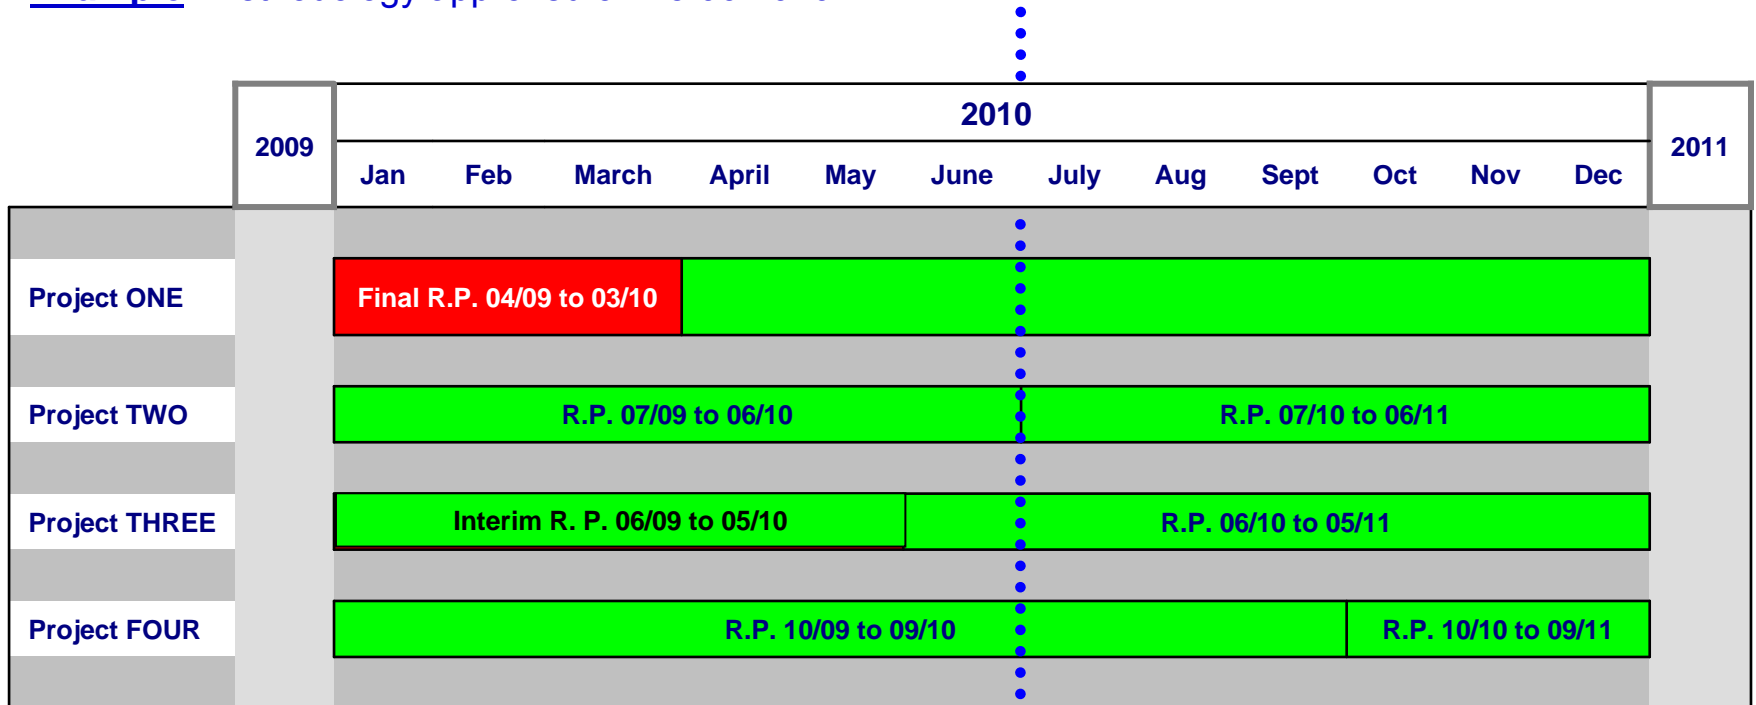 2010
2009
2011
Jan Feb March April May June July Aug Sept Oct Nov Dec
Project ONE
Final R.P. 04/09 to 03/10
Project TWO
R.P. 07/09 to 06/10
R.P. 07/10 to 06/11
Project THREE
Interim R. P. 06/09 to 05/10
R.P. 06/10 to 05/11
Project FOUR
R.P. 10/09 to 09/10
R.P. 10/10 to 09/11